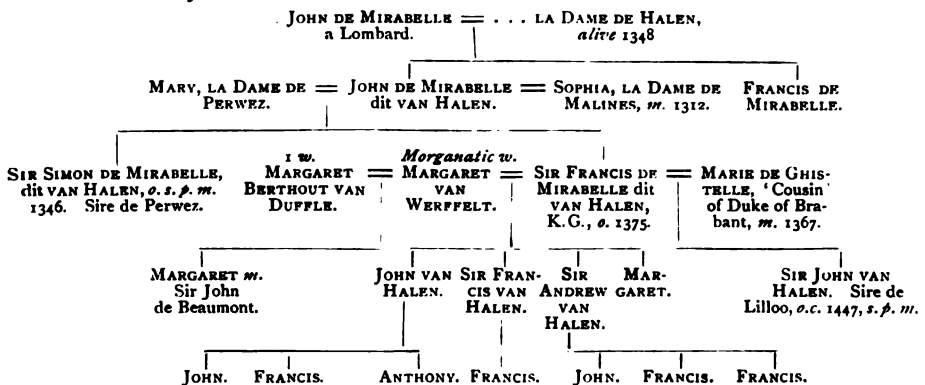 JOHN DE MIRABELLE = . . . LA DAME DE HALEN,
a Lombard. alive 1348
MARY, LA DAME DE = JOHN DE MIRABELLE = SOPHIA, LA DAME DE FRANCIS DE
PERWEZ. dit VAN HALEN. MALINES, m. 1312. MIRABELLE.
1 w. Morganatic w.
SIR SIMON DE MIRABELLE, MARGARET = MARGARET = SIR FRANCIS DE = MARIE DE GHIS-
dit VAN HALEN, o. s. p. m. BERTHOUT VAN VAN MIRABELLE dit TELLE, 'Cousin'
1346. Sire de Perwez. DUFFLE. WERFFELT. VAN HALEN, of Duke of Bra-
K.G., o. 1375. bant, m. 1367.
MARGARET m. JOHN VAN SIR FRAN- SIR MAR- SIR JOHN VAN
Sir John HALEN. CIS VAN ANDREW GARET. HALEN. Sire de
de Beaumont. HALEN. VAN Lilloo, o.c. 1447, s.p. m.
HALEN.
JOHN. FRANCIS. ANTHONY. FRANCIS. JOHN. FRANCIS. FRANCIS.